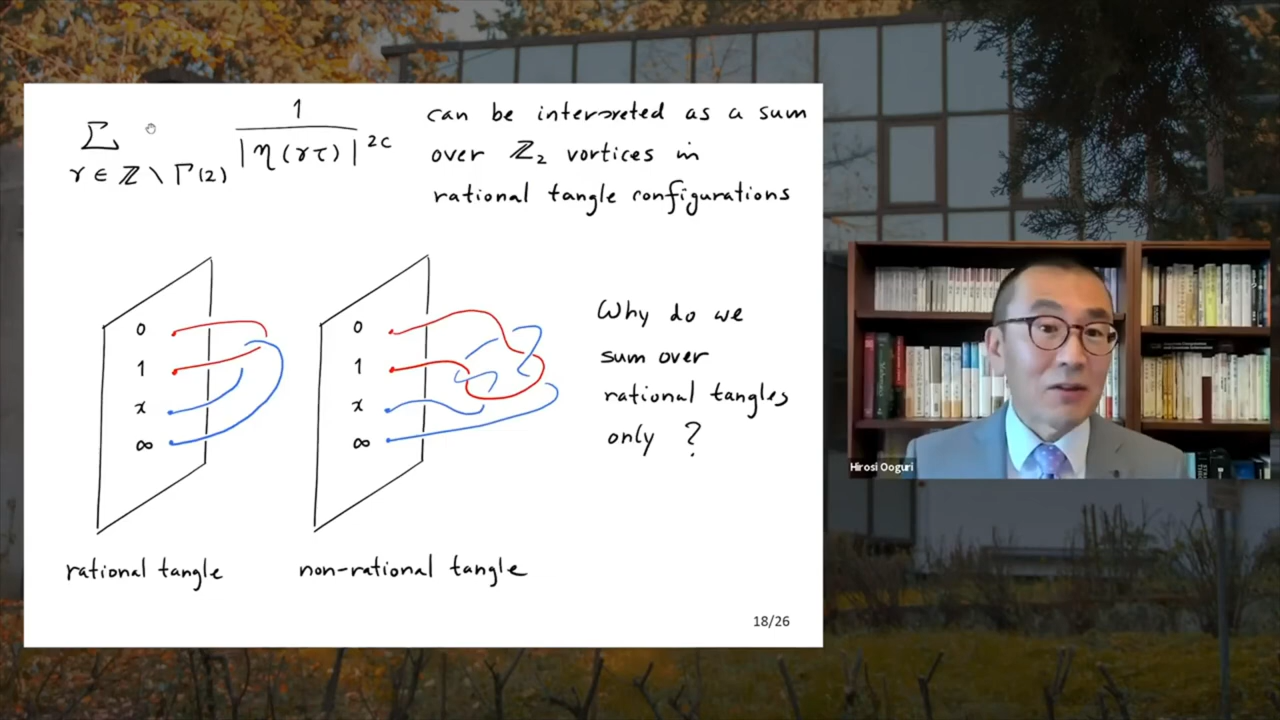 Σ 1 can be interpreted as a sum
γ ∈ ℤ \ Γ(2) |η(γτ)|^2c over ℤ₂ vortices in
rational tangle configurations
0
1
x
∞
0
1
x
∞
Why do we
sum over
rational tangles
only ?
rational tangle
non-rational tangle
18/26
Hirosi Ooguri